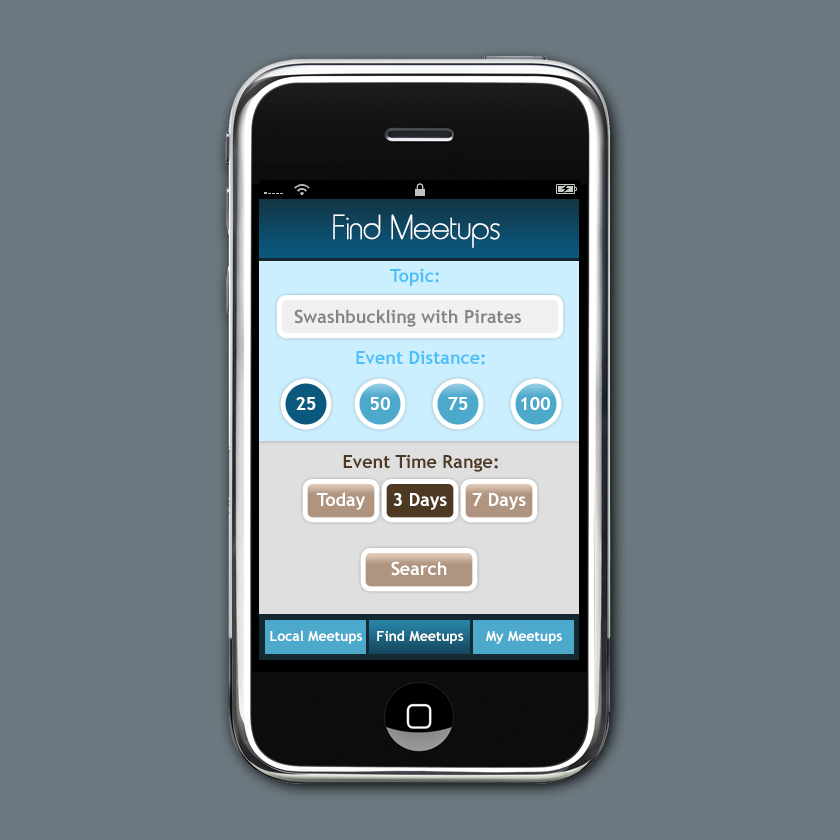 Find Meetups
Topic:
Swashbuckling with Pirates
Event Distance:
25 50 75 100
Event Time Range:
Today 3 Days 7 Days
Search
Local Meetups Find Meetups My Meetups